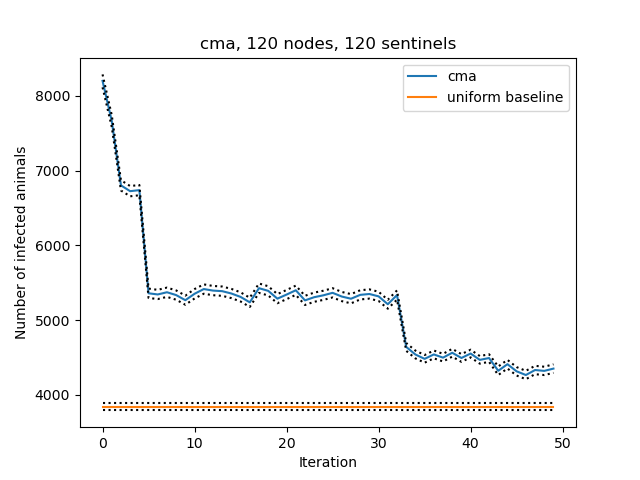 cma, 120 nodes, 120 sentinels
cma
uniform baseline
8000
7000
6000
5000
4000
Number of infected animals
0 10 20 30 40 50
Iteration